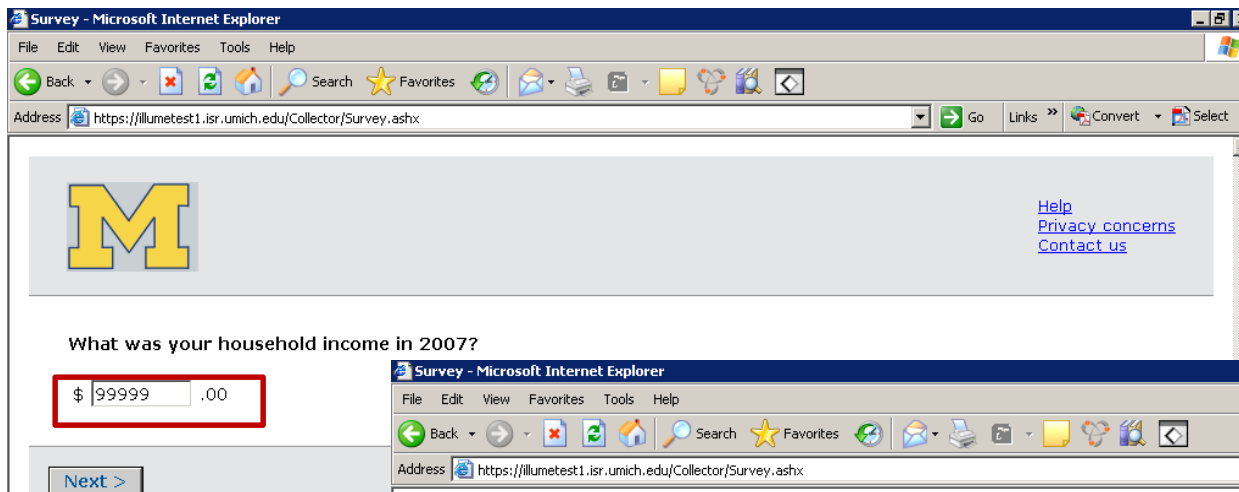 Survey - Microsoft Internet Explorer
File Edit View Favorites Tools Help
Back Search Favorites
Address https://illumetest1.isr.umich.edu/Collector/Survey.ashx Go Links » Convert Select
M
Help
Privacy concerns
Contact us
What was your household income in 2007?
$ 99999 .00
Next >
Survey - Microsoft Internet Explorer
File Edit View Favorites Tools Help
Back Search Favorites
Address https://illumetest1.isr.umich.edu/Collector/Survey.ashx